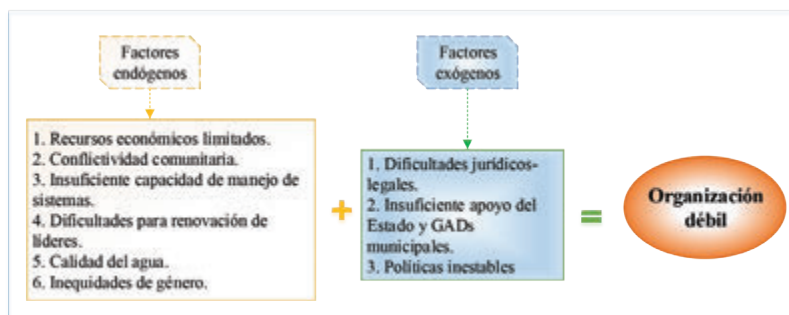 Factores
endógenos
Factores
exógenos
1. Recursos económicos limitados.
2. Conflictividad comunitaria.
3. Insuficiente capacidad de manejo de
sistemas.
4. Dificultades para renovación de
líderes.
5. Calidad del agua.
6. Inequidades de género.
+
1. Dificultades jurídicos-
legales.
2. Insuficiente apoyo del
Estado y GADs
municipales.
3. Políticas inestables
=
Organización
débil